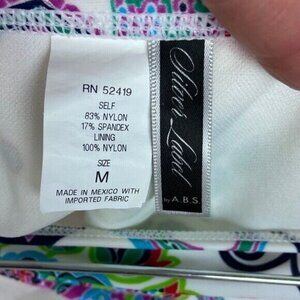 RN 52419
SELF
83% NYLON
17% SPANDEX
LINING
100% NYLON
SIZE
M
MADE IN MEXICO WITH
IMPORTED FABRIC
Label
by A.B.S.